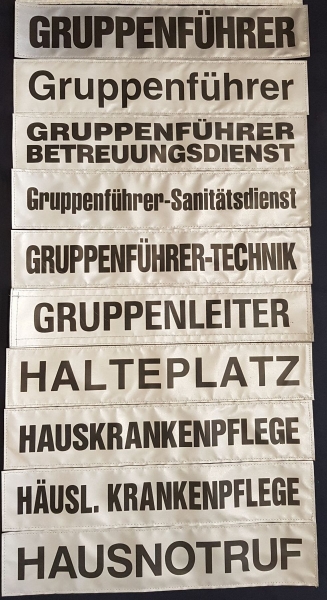 GRUPPENFÜHRER
Gruppenführer
GRUPPENFÜHRER
BETREUUNGSDIENST
Gruppenführer-Sanitätsdienst
GRUPPENFÜHRER-TECHNIK
GRUPPENLEITER
HALTEPLATZ
HAUSKRANKENPFLEGE
HÄUSL. KRANKENPFLEGE
HAUSNOTRUF